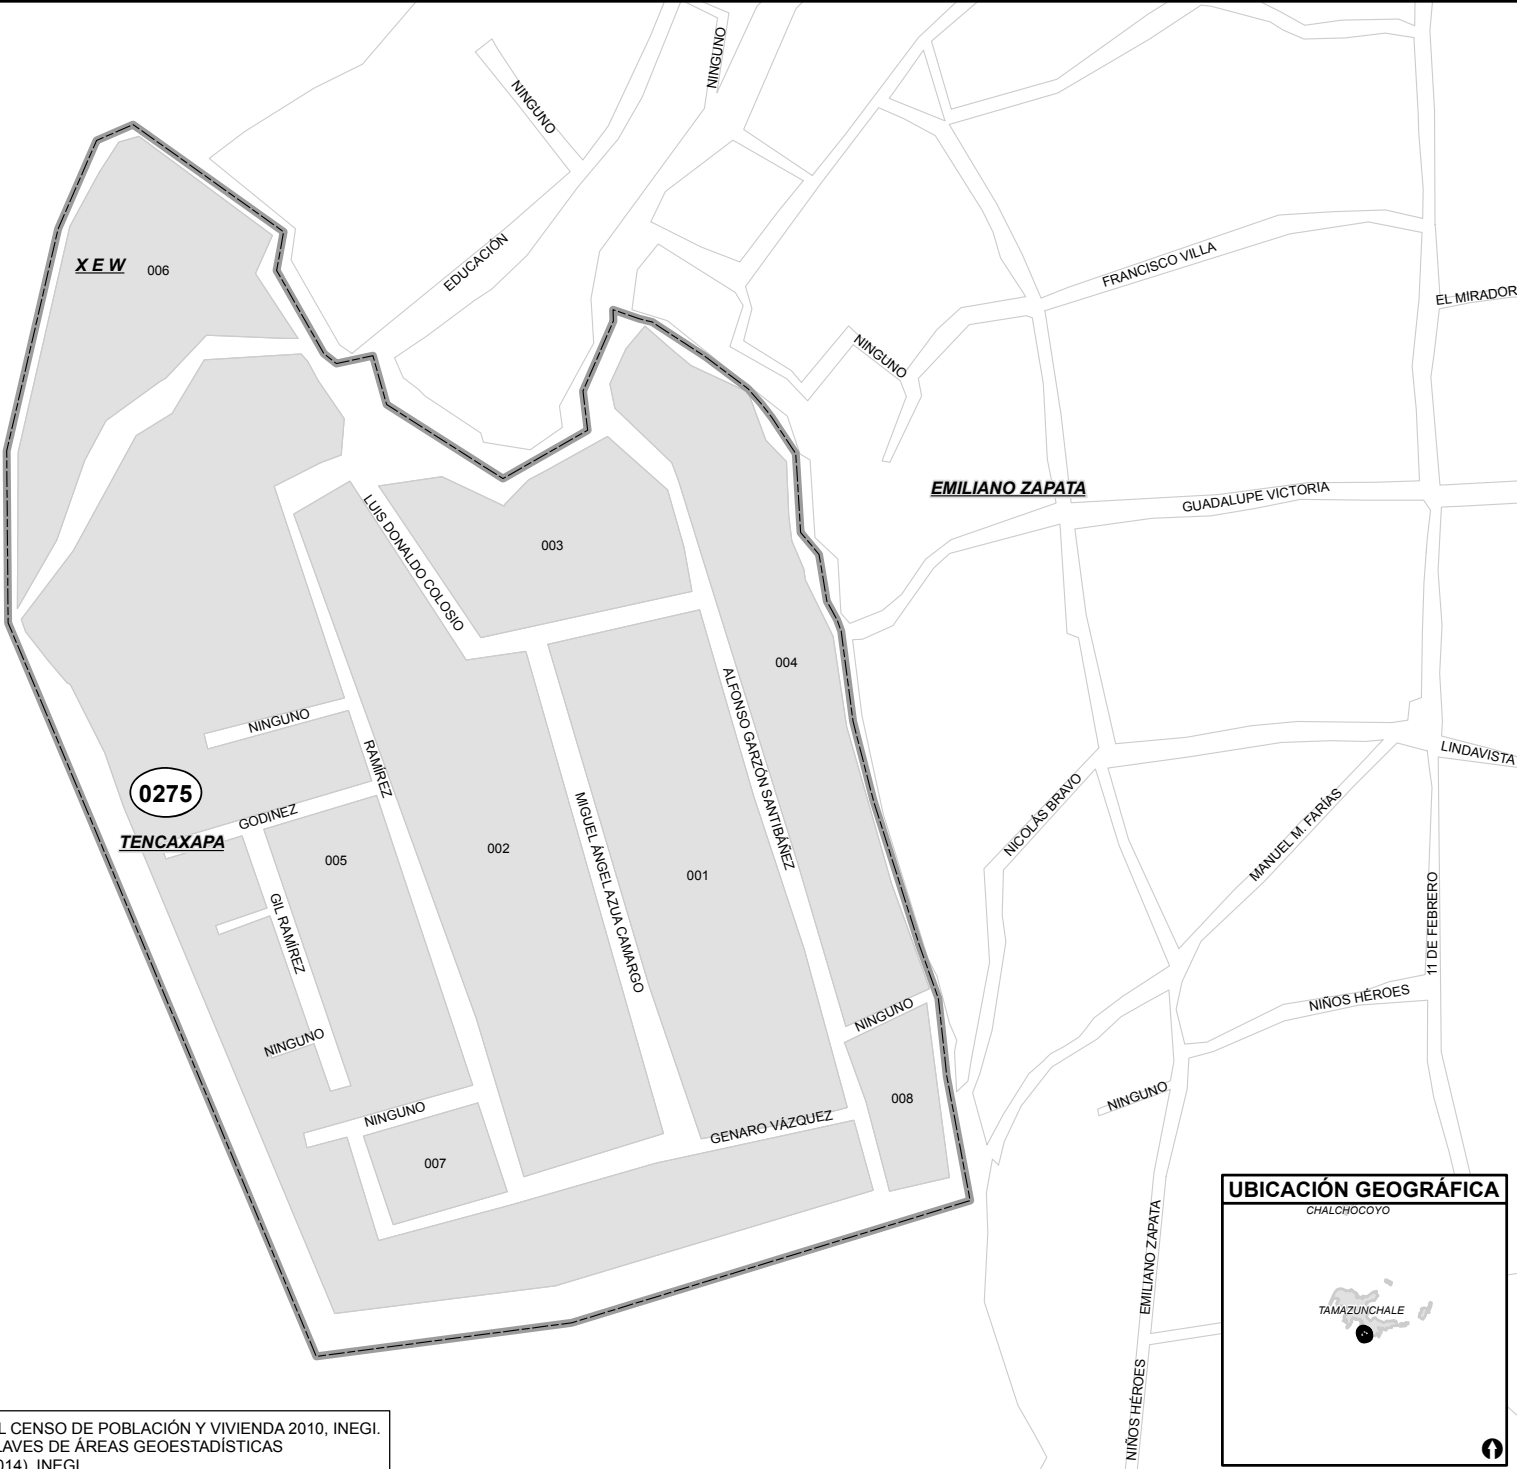 NINGUNO
NINGUNO
EDUCACIÓN
X E W
006
FRANCISCO VILLA
EL MIRADOR
NINGUNO
EMILIANO ZAPATA
GUADALUPE VICTORIA
LUIS DONALDO COLOSIO
003
004
NINGUNO
ALFONSO GARZÓN SANTIBÁÑEZ
RAMÍREZ
LINDAVISTA
0275
GODINEZ
TENCAXAPA
005
002
MIGUEL ÁNGEL AZUA CAMARGO
001
NICOLÁS BRAVO
MANUEL M. FARÍAS
11 DE FEBRERO
GIL RAMÍREZ
NINGUNO
NINGUNO
NIÑOS HÉROES
NINGUNO
NINGUNO
GENARO VÁZQUEZ
008
007
EMILIANO ZAPATA
NIÑOS HÉROES
UBICACIÓN GEOGRÁFICA
CHALCHOCOYO
TAMAZUNCHALE
L CENSO DE POBLACIÓN Y VIVIENDA 2010, INEGI.
LAVES DE ÁREAS GEOESTADÍSTICAS
014), INEGI